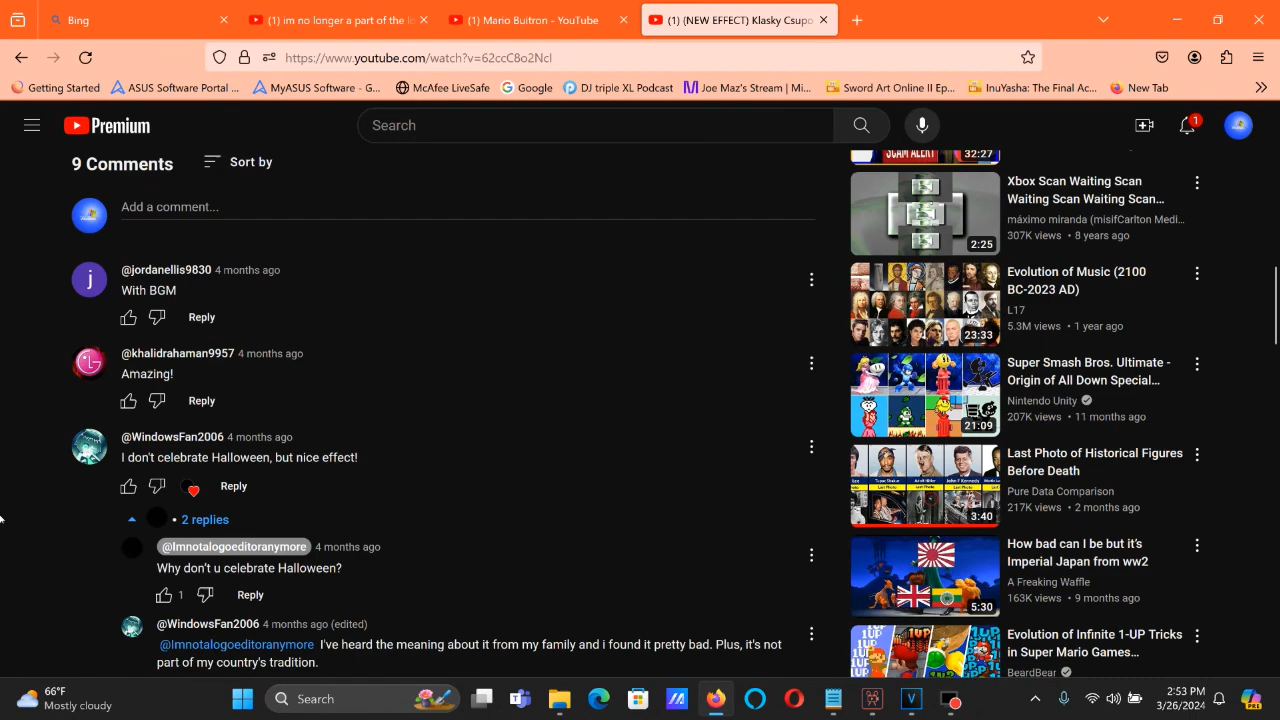 Bing
(1) im no longer a part of the lo
(1) Mario Buitron - YouTube
(1) (NEW EFFECT) Klasky Csupo
https://www.youtube.com/watch?v=62ccC8o2NcI
Getting Started
ASUS Software Portal ...
MyASUS Software - G...
McAfee LiveSafe
Google
DJ triple XL Podcast
Joe Maz's Stream | Mi...
Sword Art Online II Ep...
InuYasha: The Final Ac...
New Tab
Premium
Search
1
9 Comments
Sort by
Add a comment...
@jordanellis9830 4 months ago
With BGM
Reply
@khalidrahaman9957 4 months ago
Amazing!
Reply
@WindowsFan2006 4 months ago
I don't celebrate Halloween, but nice effect!
Reply
• 2 replies
@Imnotalogoeditoranymore 4 months ago
Why don't u celebrate Halloween?
1
Reply
@WindowsFan2006 4 months ago (edited)
@Imnotalogoeditoranymore I've heard the meaning about it from my family and i found it pretty bad. Plus, it's not
part of my country's tradition.
SCAM ALERT
32:27
Xbox Scan Waiting Scan
Waiting Scan Waiting Scan...
máximo miranda (misifCarlton Medi...
307K views • 8 years ago
2:25
Evolution of Music (2100
BC-2023 AD)
L17
5.3M views • 1 year ago
23:33
Super Smash Bros. Ultimate -
Origin of All Down Special...
Nintendo Unity
207K views • 11 months ago
21:09
Last Photo of Historical Figures
Before Death
Pure Data Comparison
217K views • 2 months ago
3:40
How bad can I be but it's
Imperial Japan from ww2
A Freaking Waffle
163K views • 9 months ago
5:30
Evolution of Infinite 1-UP Tricks
in Super Mario Games...
BeardBear
66°F
Mostly cloudy
Search
2:53 PM
3/26/2024